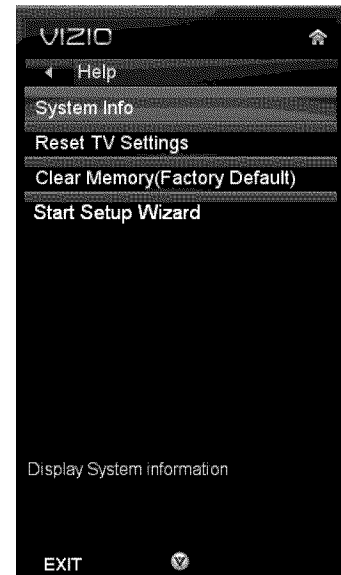 VIZIO
Help
System Info
Reset TV Settings
Clear Memory(Factory Default)
Start Setup Wizard
Display System information
EXIT